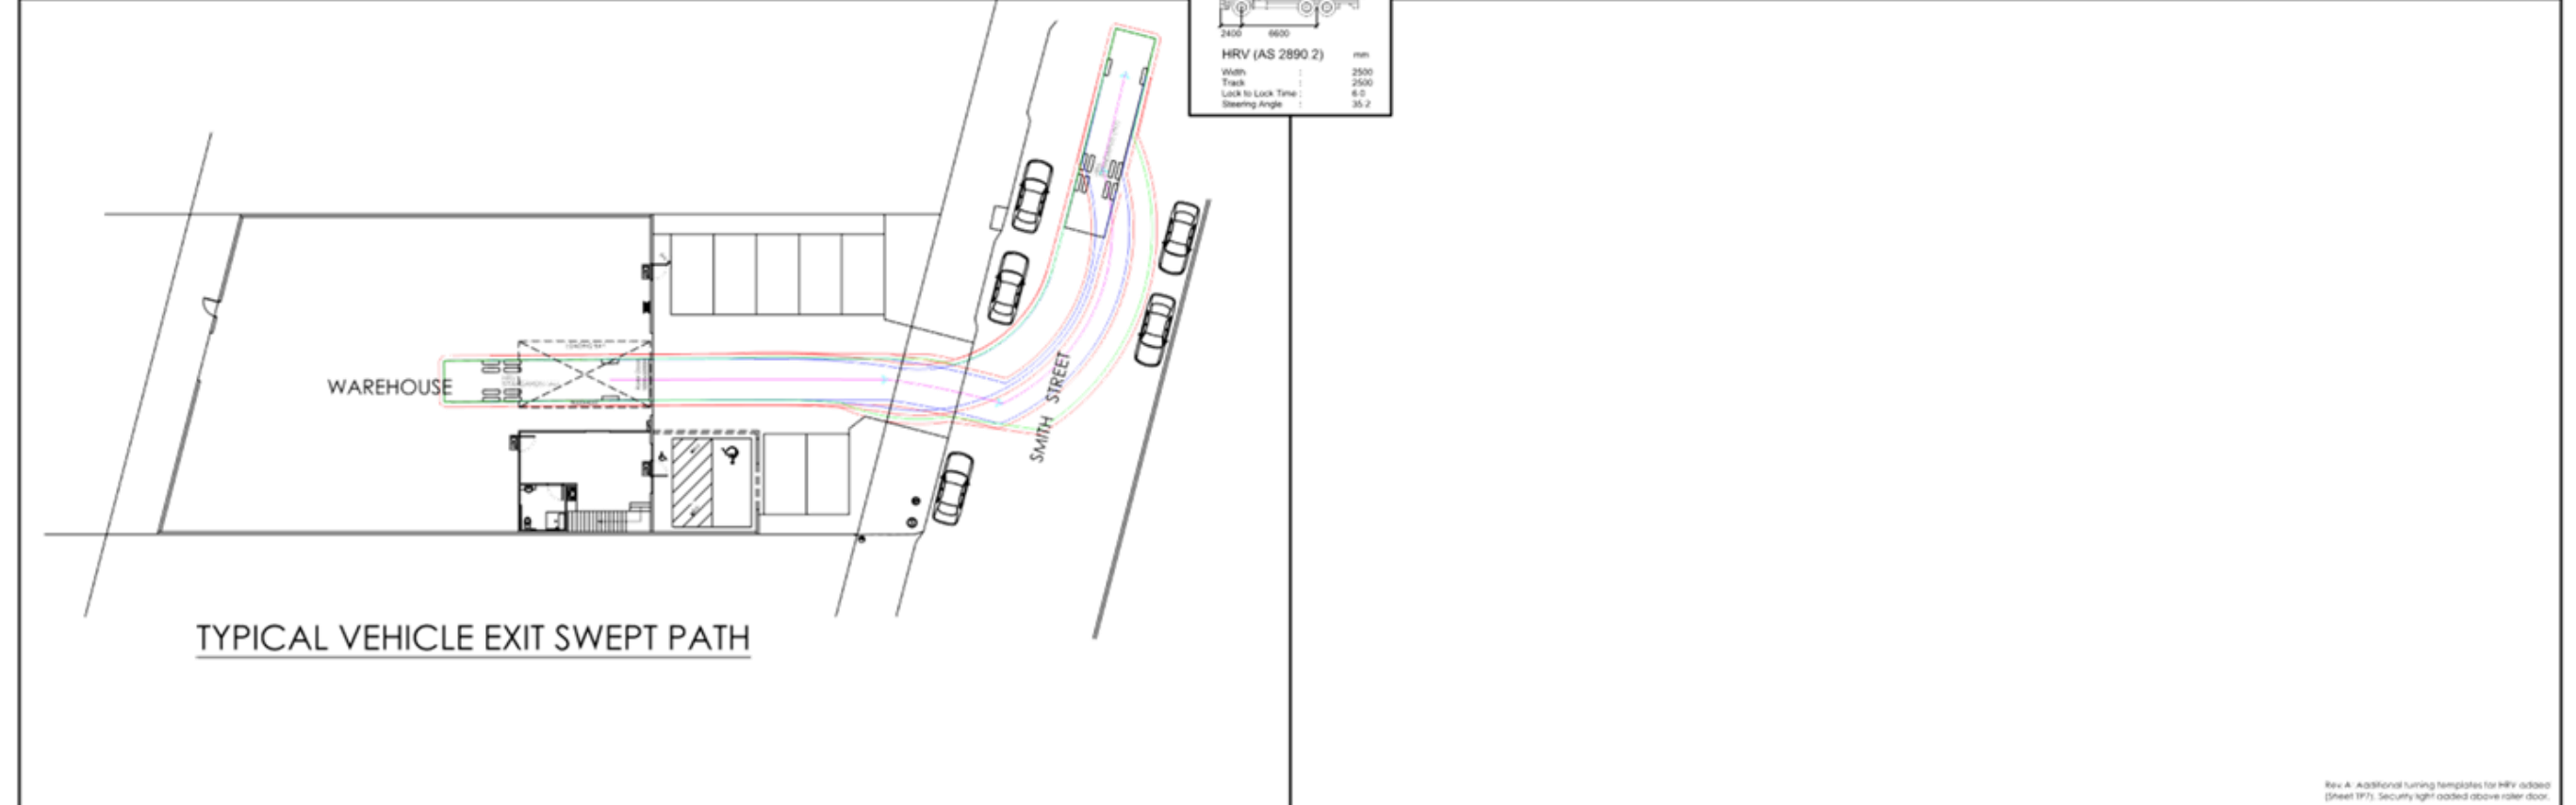 2400 6600
HRV (AS 2890.2) mm
Width : 2500
Track : 2500
Lock to Lock Time : 6.0
Steering Angle : 35.2
WAREHOUSE
SMITH STREET
TYPICAL VEHICLE EXIT SWEPT PATH
Rev A: Additional turning templates for HRV added
(Sheet TP7). Security light added above roller door.